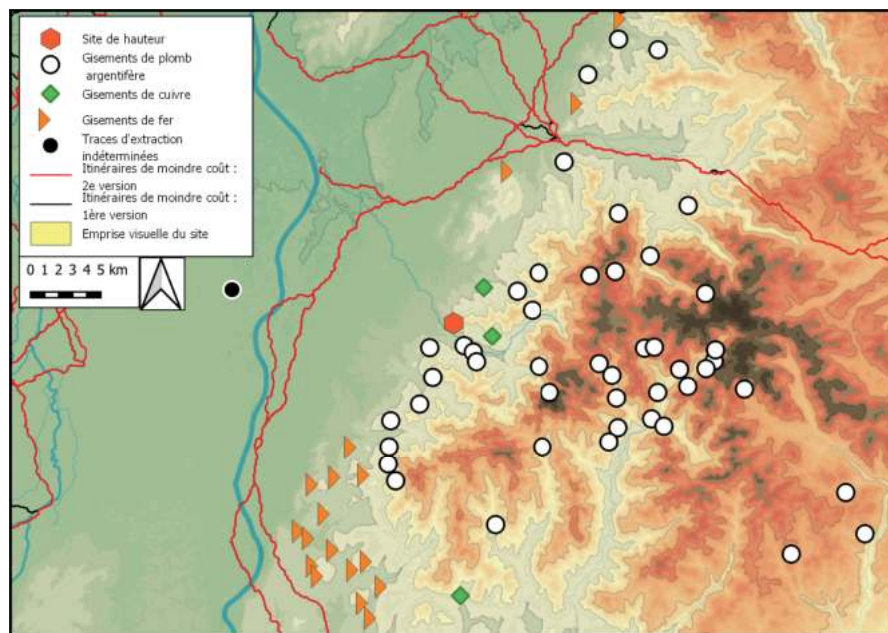 Site de hauteur
Gisements de plomb
argentifère
Gisements de cuivre
Gisements de fer
Traces d'extraction
indéterminées
Itinéraires de moindre coût :
2e version
Itinéraires de moindre coût :
1ère version
Emprise visuelle du site
0 1 2 3 4 5 km